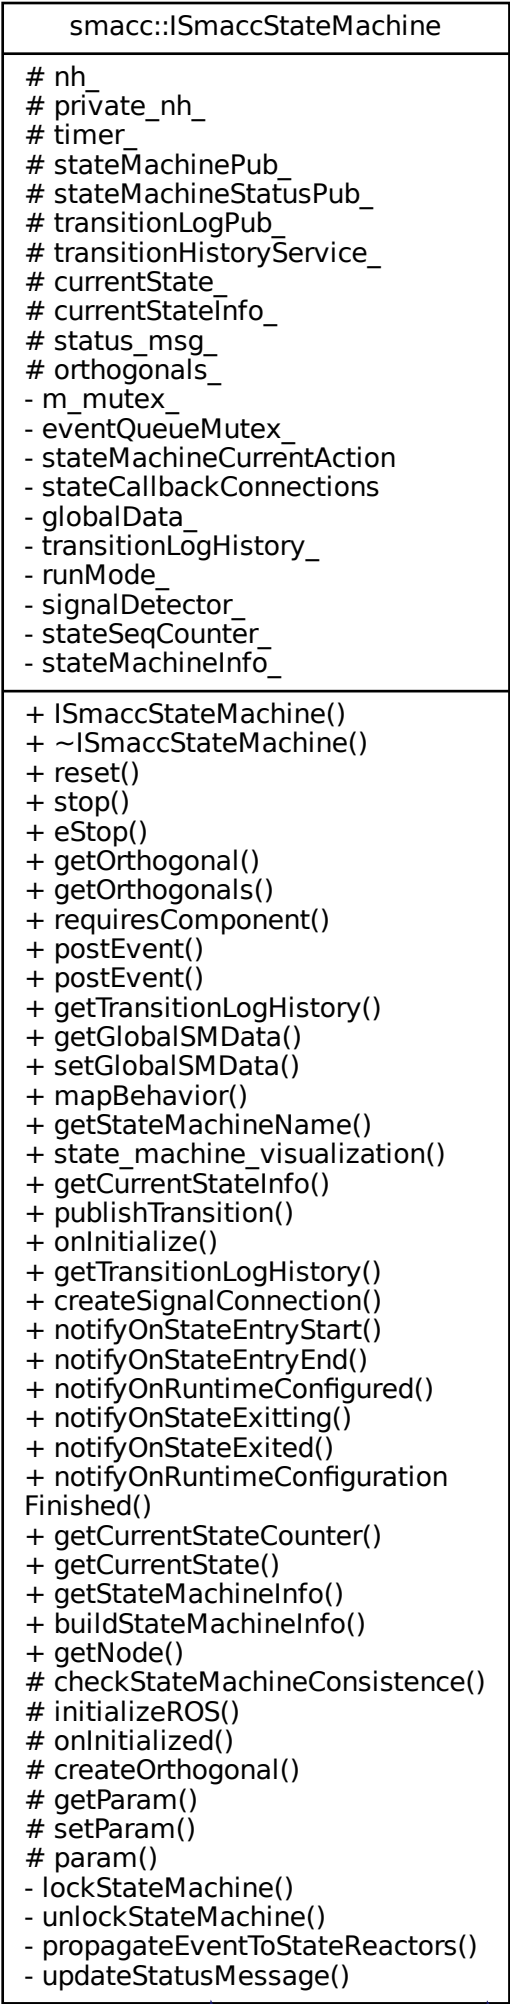 smacc::ISmaccStateMachine
# nh_
# private_nh_
# timer_
# stateMachinePub_
# stateMachineStatusPub_
# transitionLogPub_
# transitionHistoryService_
# currentState_
# currentStateInfo_
# status_msg_
# orthogonals_
- m_mutex_
- eventQueueMutex_
- stateMachineCurrentAction
- stateCallbackConnections
- globalData_
- transitionLogHistory_
- runMode_
- signalDetector_
- stateSeqCounter_
- stateMachineInfo_
+ ISmaccStateMachine()
+ ~ISmaccStateMachine()
+ reset()
+ stop()
+ eStop()
+ getOrthogonal()
+ getOrthogonals()
+ requiresComponent()
+ postEvent()
+ postEvent()
+ getTransitionLogHistory()
+ getGlobalSMData()
+ setGlobalSMData()
+ mapBehavior()
+ getStateMachineName()
+ state_machine_visualization()
+ getCurrentStateInfo()
+ publishTransition()
+ onInitialize()
+ getTransitionLogHistory()
+ createSignalConnection()
+ notifyOnStateEntryStart()
+ notifyOnStateEntryEnd()
+ notifyOnRuntimeConfigured()
+ notifyOnStateExitting()
+ notifyOnStateExited()
+ notifyOnRuntimeConfiguration
Finished()
+ getCurrentStateCounter()
+ getCurrentState()
+ getStateMachineInfo()
+ buildStateMachineInfo()
+ getNode()
# checkStateMachineConsistence()
# initializeROS()
# onInitialized()
# createOrthogonal()
# getParam()
# setParam()
# param()
- lockStateMachine()
- unlockStateMachine()
- propagateEventToStateReactors()
- updateStatusMessage()